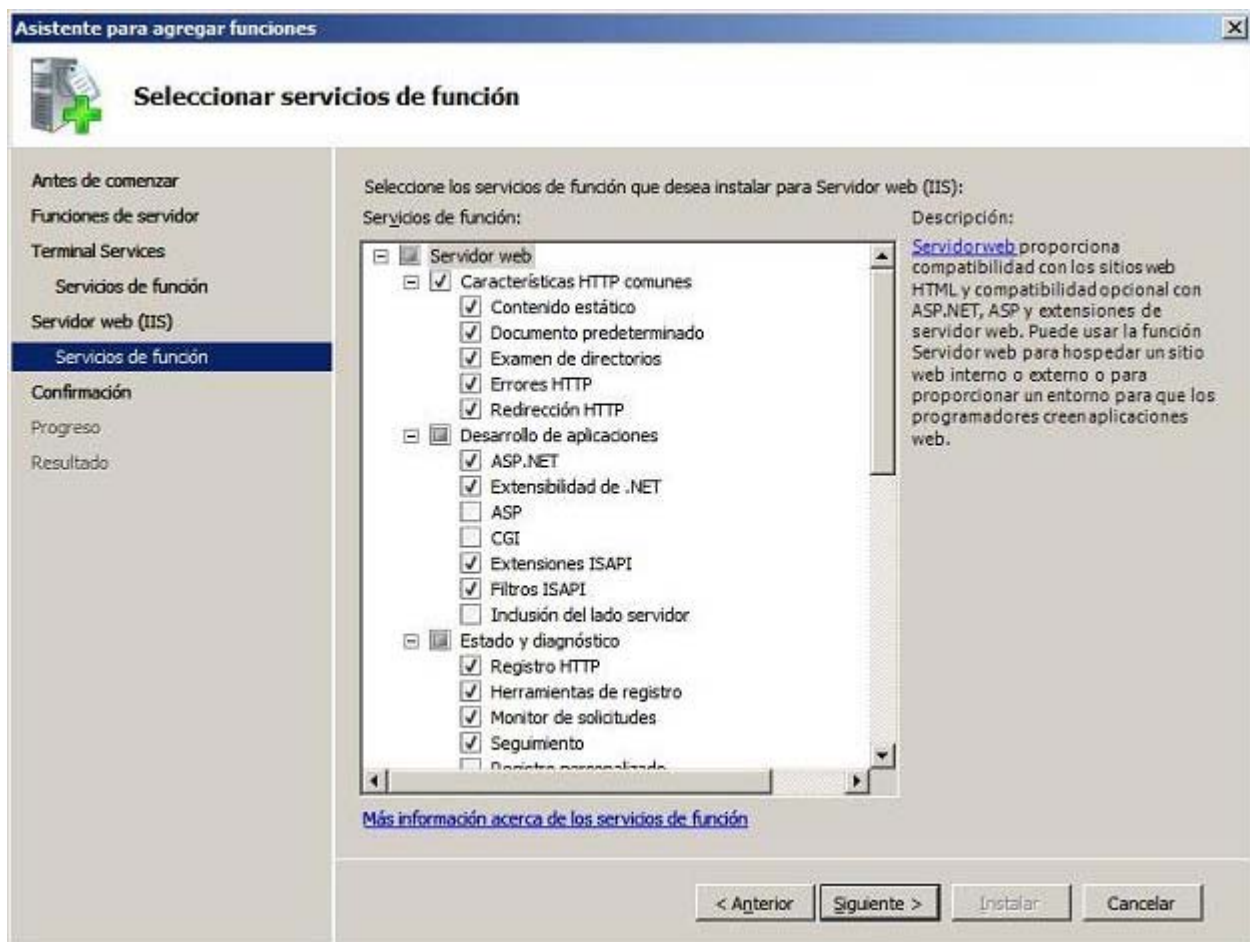 Asistente para agregar funciones
Seleccionar servicios de función
Antes de comenzar
Funciones de servidor
Terminal Services
Servicios de función
Servidor web (IIS)
Servicios de función
Confirmación
Progreso
Resultado
Seleccione los servicios de función que desea instalar para Servidor web (IIS):
Servicios de función:
Servidor web
Características HTTP comunes
Contenido estático
Documento predeterminado
Examen de directorios
Errores HTTP
Redirección HTTP
Desarrollo de aplicaciones
ASP.NET
Extensibilidad de .NET
ASP
CGI
Extensiones ISAPI
Filtros ISAPI
Inclusión del lado servidor
Estado y diagnóstico
Registro HTTP
Herramientas de registro
Monitor de solicitudes
Seguimiento
Registro personalizado
Descripción:
Servidor web proporciona
compatibilidad con los sitios web
HTML y compatibilidad opcional con
ASP.NET, ASP y extensiones de
servidor web. Puede usar la función
Servidor web para hospedar un sitio
web interno o externo o para
proporcionar un entorno para que los
programadores creen aplicaciones
web.
Más información acerca de los servicios de función
< Anterior
Siguiente >
Instalar
Cancelar